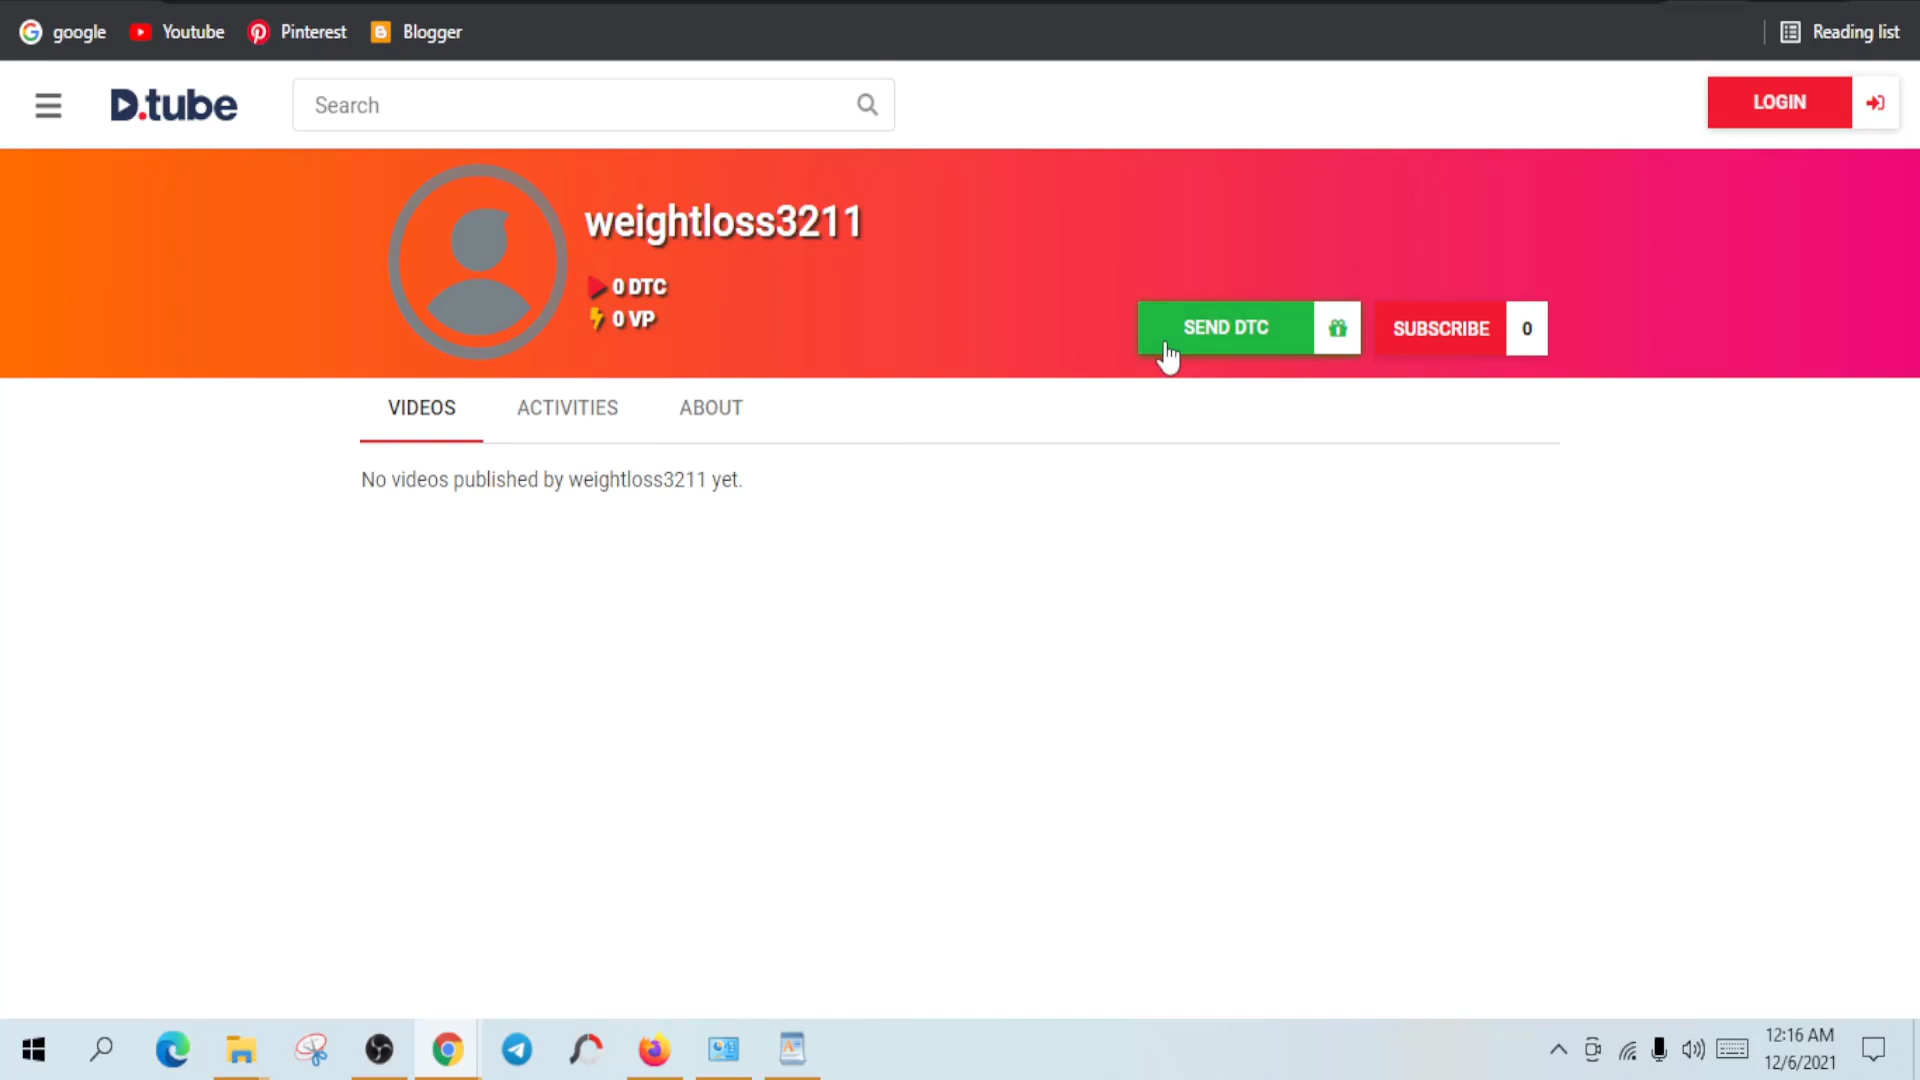 google Youtube Pinterest Blogger Reading list
D.tube Search LOGIN
weightloss3211
0 DTC
0 VP
SEND DTC SUBSCRIBE 0
VIDEOS ACTIVITIES ABOUT
No videos published by weightloss3211 yet.
12:16 AM
12/6/2021